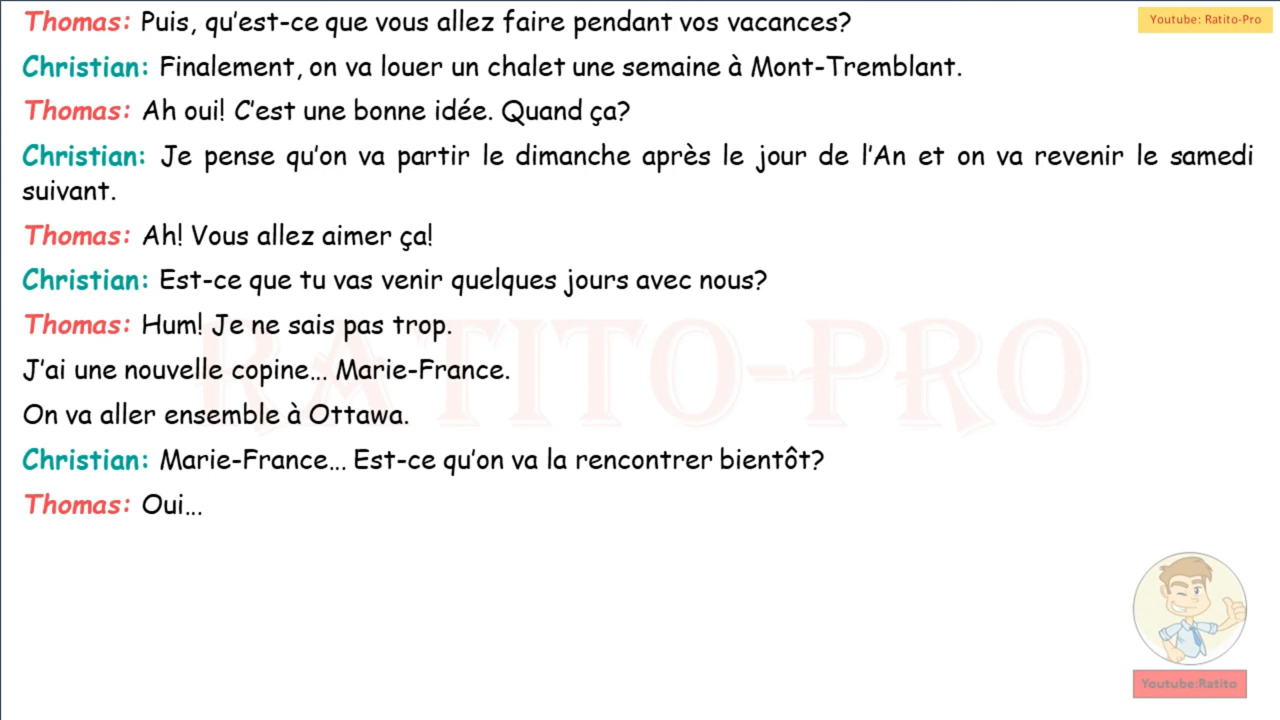 Thomas: Puis, qu'est-ce que vous allez faire pendant vos vacances?
Youtube: Ratito-Pro
Christian: Finalement, on va louer un chalet une semaine à Mont-Tremblant.
Thomas: Ah oui! C'est une bonne idée. Quand ça?
Christian: Je pense qu'on va partir le dimanche après le jour de l'An et on va revenir le samedi
suivant.
Thomas: Ah! Vous allez aimer ça!
Christian: Est-ce que tu vas venir quelques jours avec nous?
Thomas: Hum! Je ne sais pas trop.
RATITO-PRO
J'ai une nouvelle copine... Marie-France.
On va aller ensemble à Ottawa.
Christian: Marie-France... Est-ce qu'on va la rencontrer bientôt?
Thomas: Oui...
Youtube:Ratito